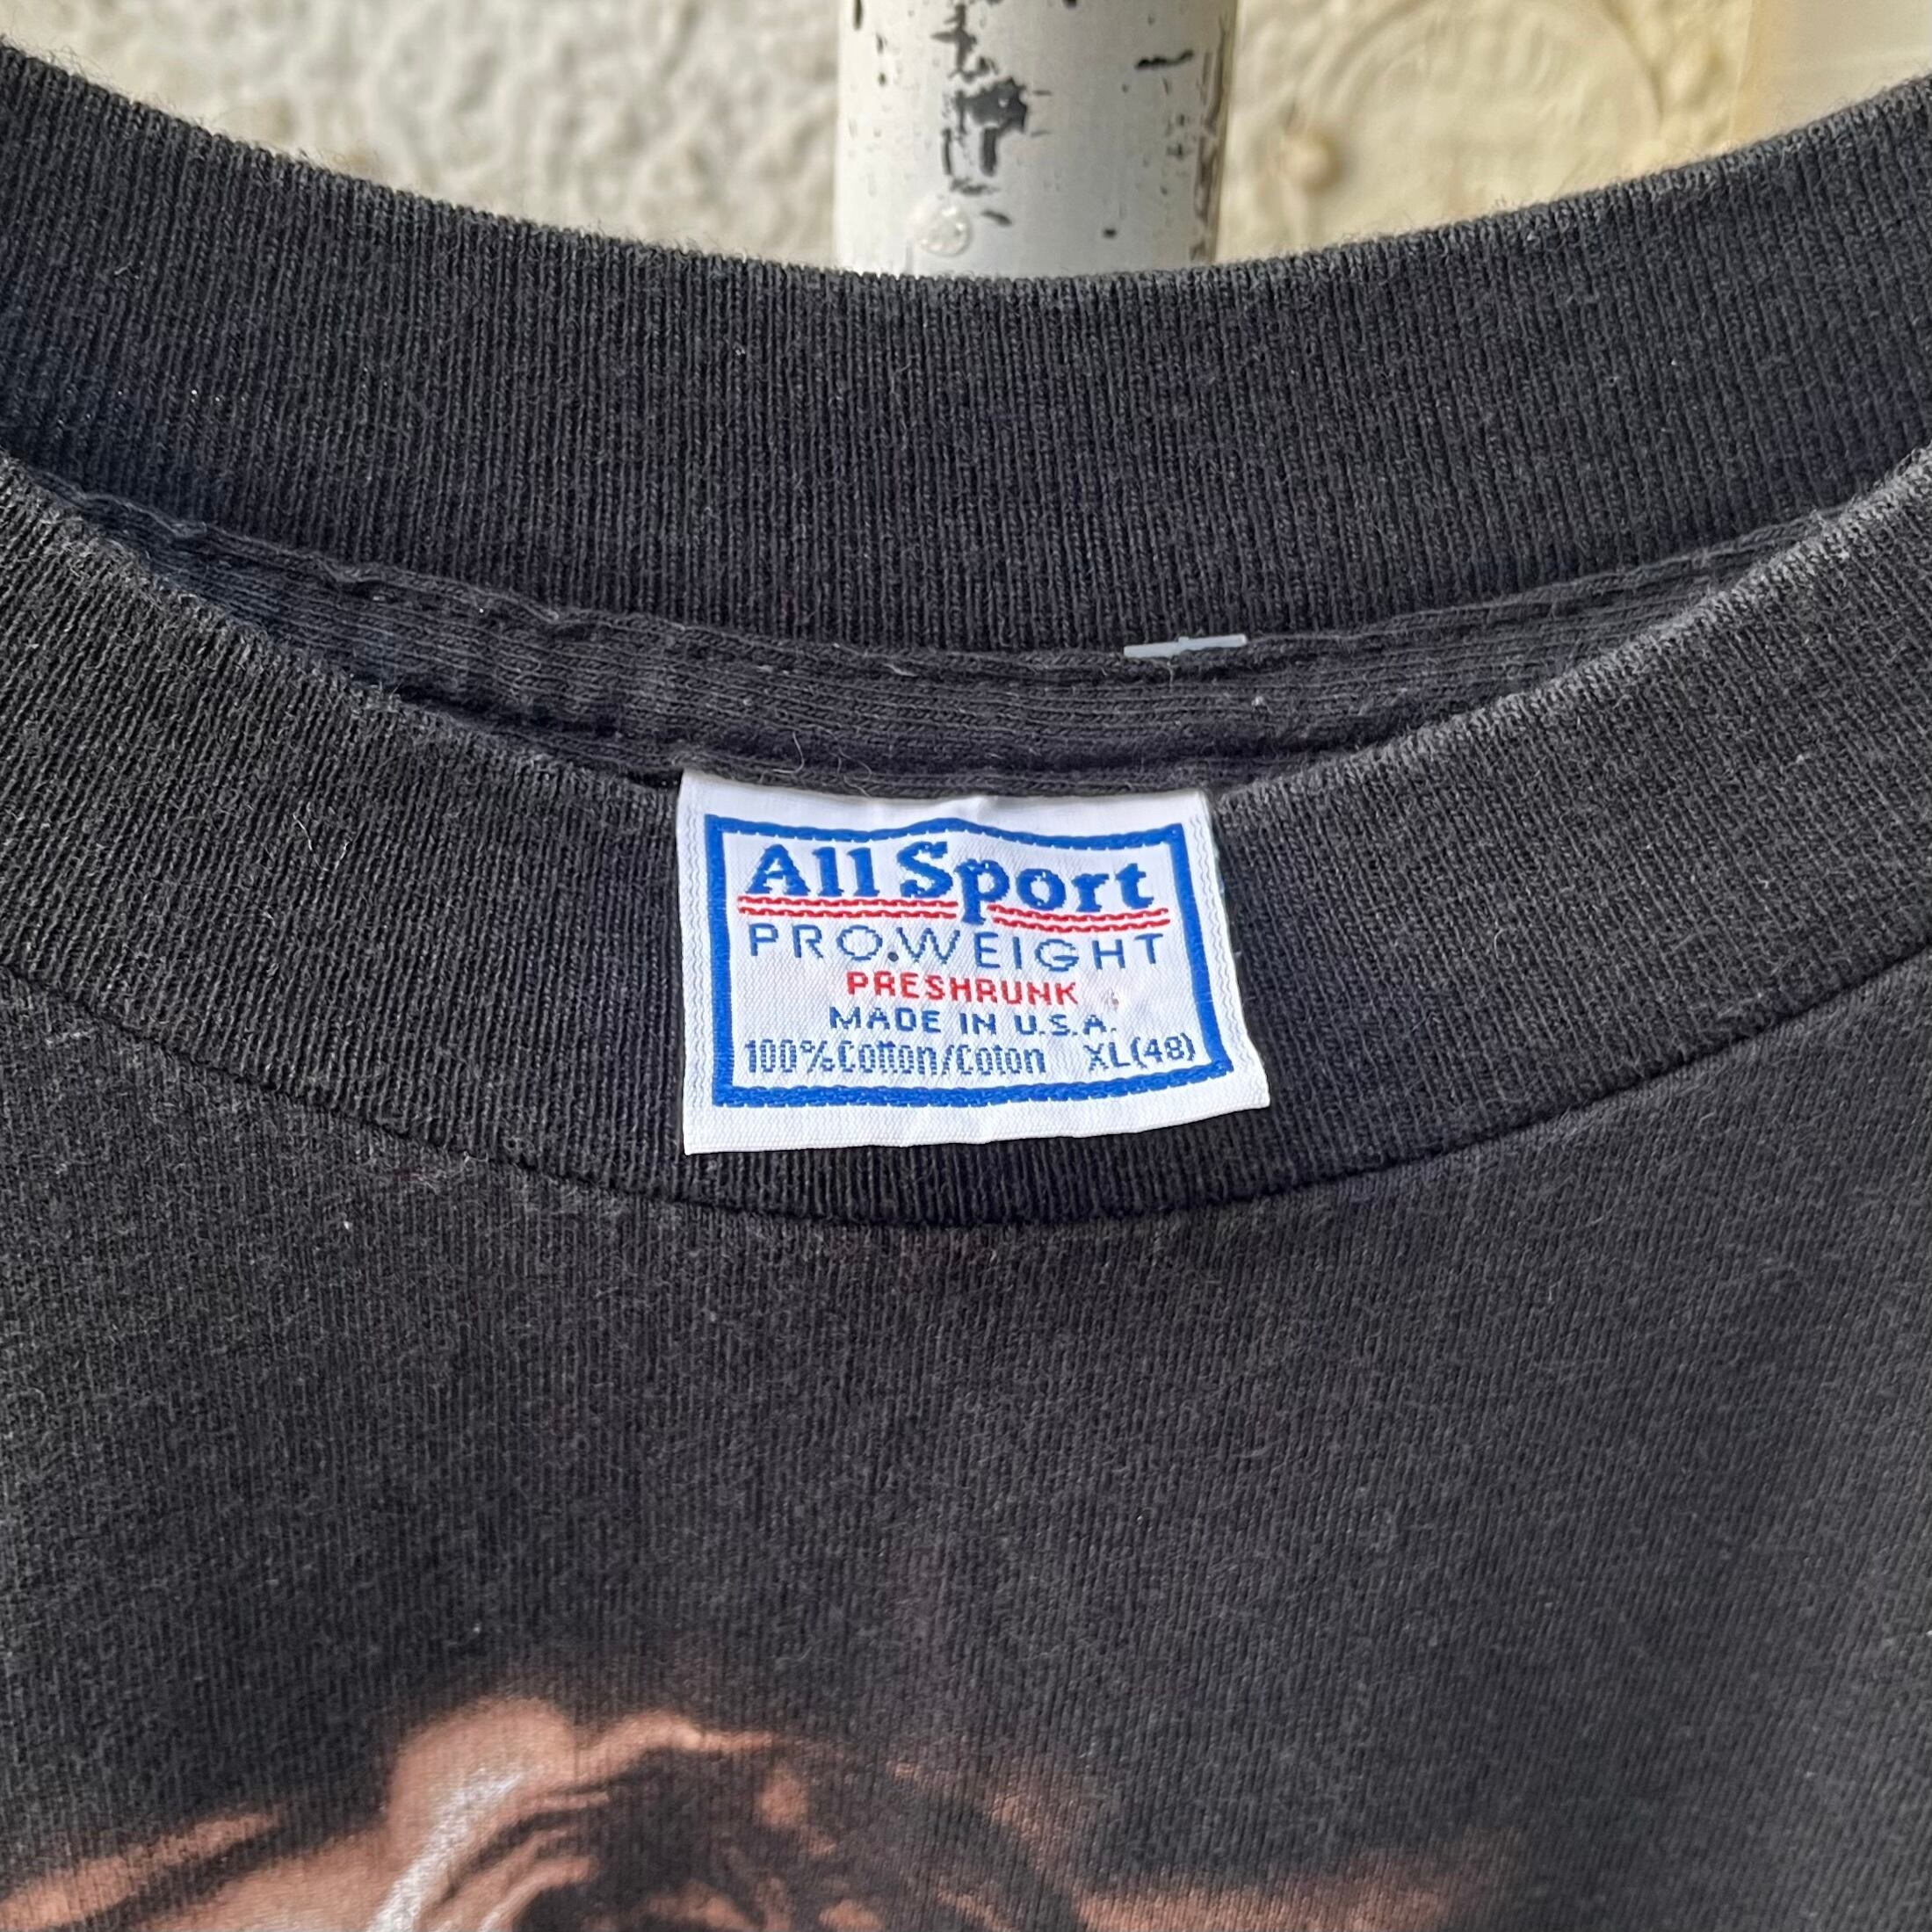 All Sport
PRO.WEIGHT
PRESHRUNK
MADE IN U.S.A.
100% Cotton/Coton XL(48)